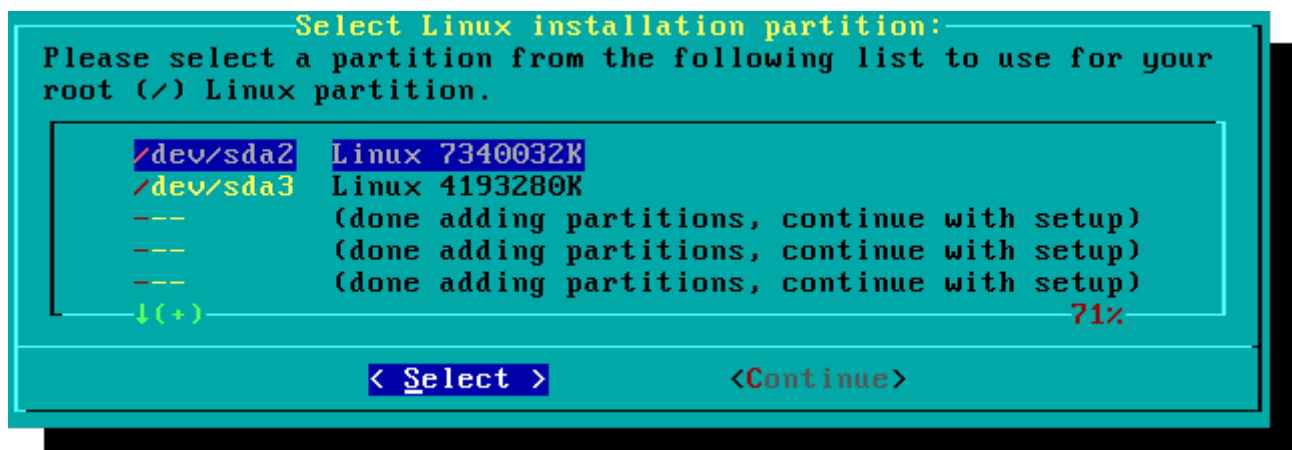 Select Linux installation partition:
Please select a partition from the following list to use for your
root (/) Linux partition.
/dev/sda2 Linux 7340032K
/dev/sda3 Linux 4193280K
--- (done adding partitions, continue with setup)
--- (done adding partitions, continue with setup)
--- (done adding partitions, continue with setup)
↓(+) 71%
< Select > <Continue>